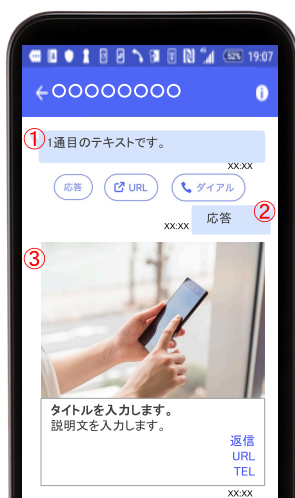 52% 19:07
←○○○○○○○○
① 1通目のテキストです。
XX:XX
応答 URL ダイアル
応答 ②
XX:XX
③
タイトルを入力します。
説明文を入力します。
返信
URL
TEL
XX:XX